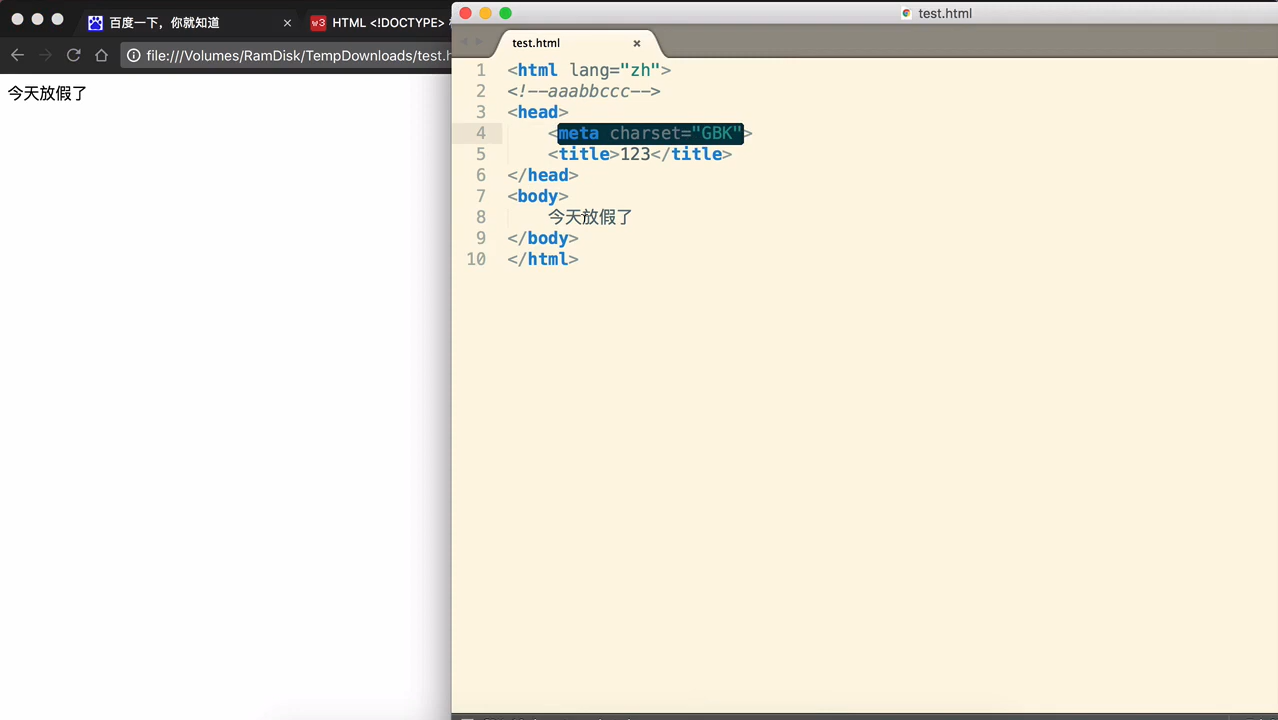 百度一下，你就知道
HTML <!DOCTYPE>
file:///Volumes/RamDisk/TempDownloads/test.h
今天放假了
test.html
test.html
1 <html lang="zh">
2 <!--aaabbccc-->
3 <head>
4 <meta charset="GBK">
5 <title>123</title>
6 </head>
7 <body>
8 今天放假了
9 </body>
10 </html>